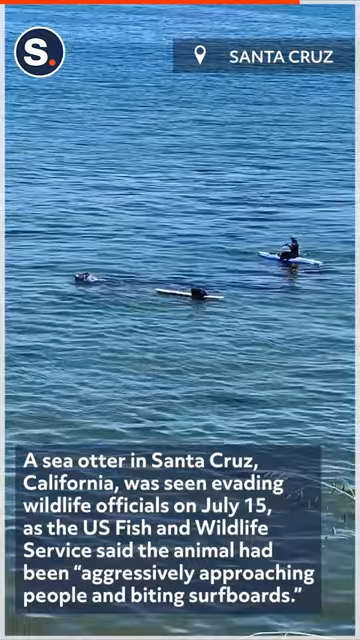 S.
SANTA CRUZ
A sea otter in Santa Cruz,
California, was seen evading
wildlife officials on July 15,
as the US Fish and Wildlife
Service said the animal had
been “aggressively approaching
people and biting surfboards.”